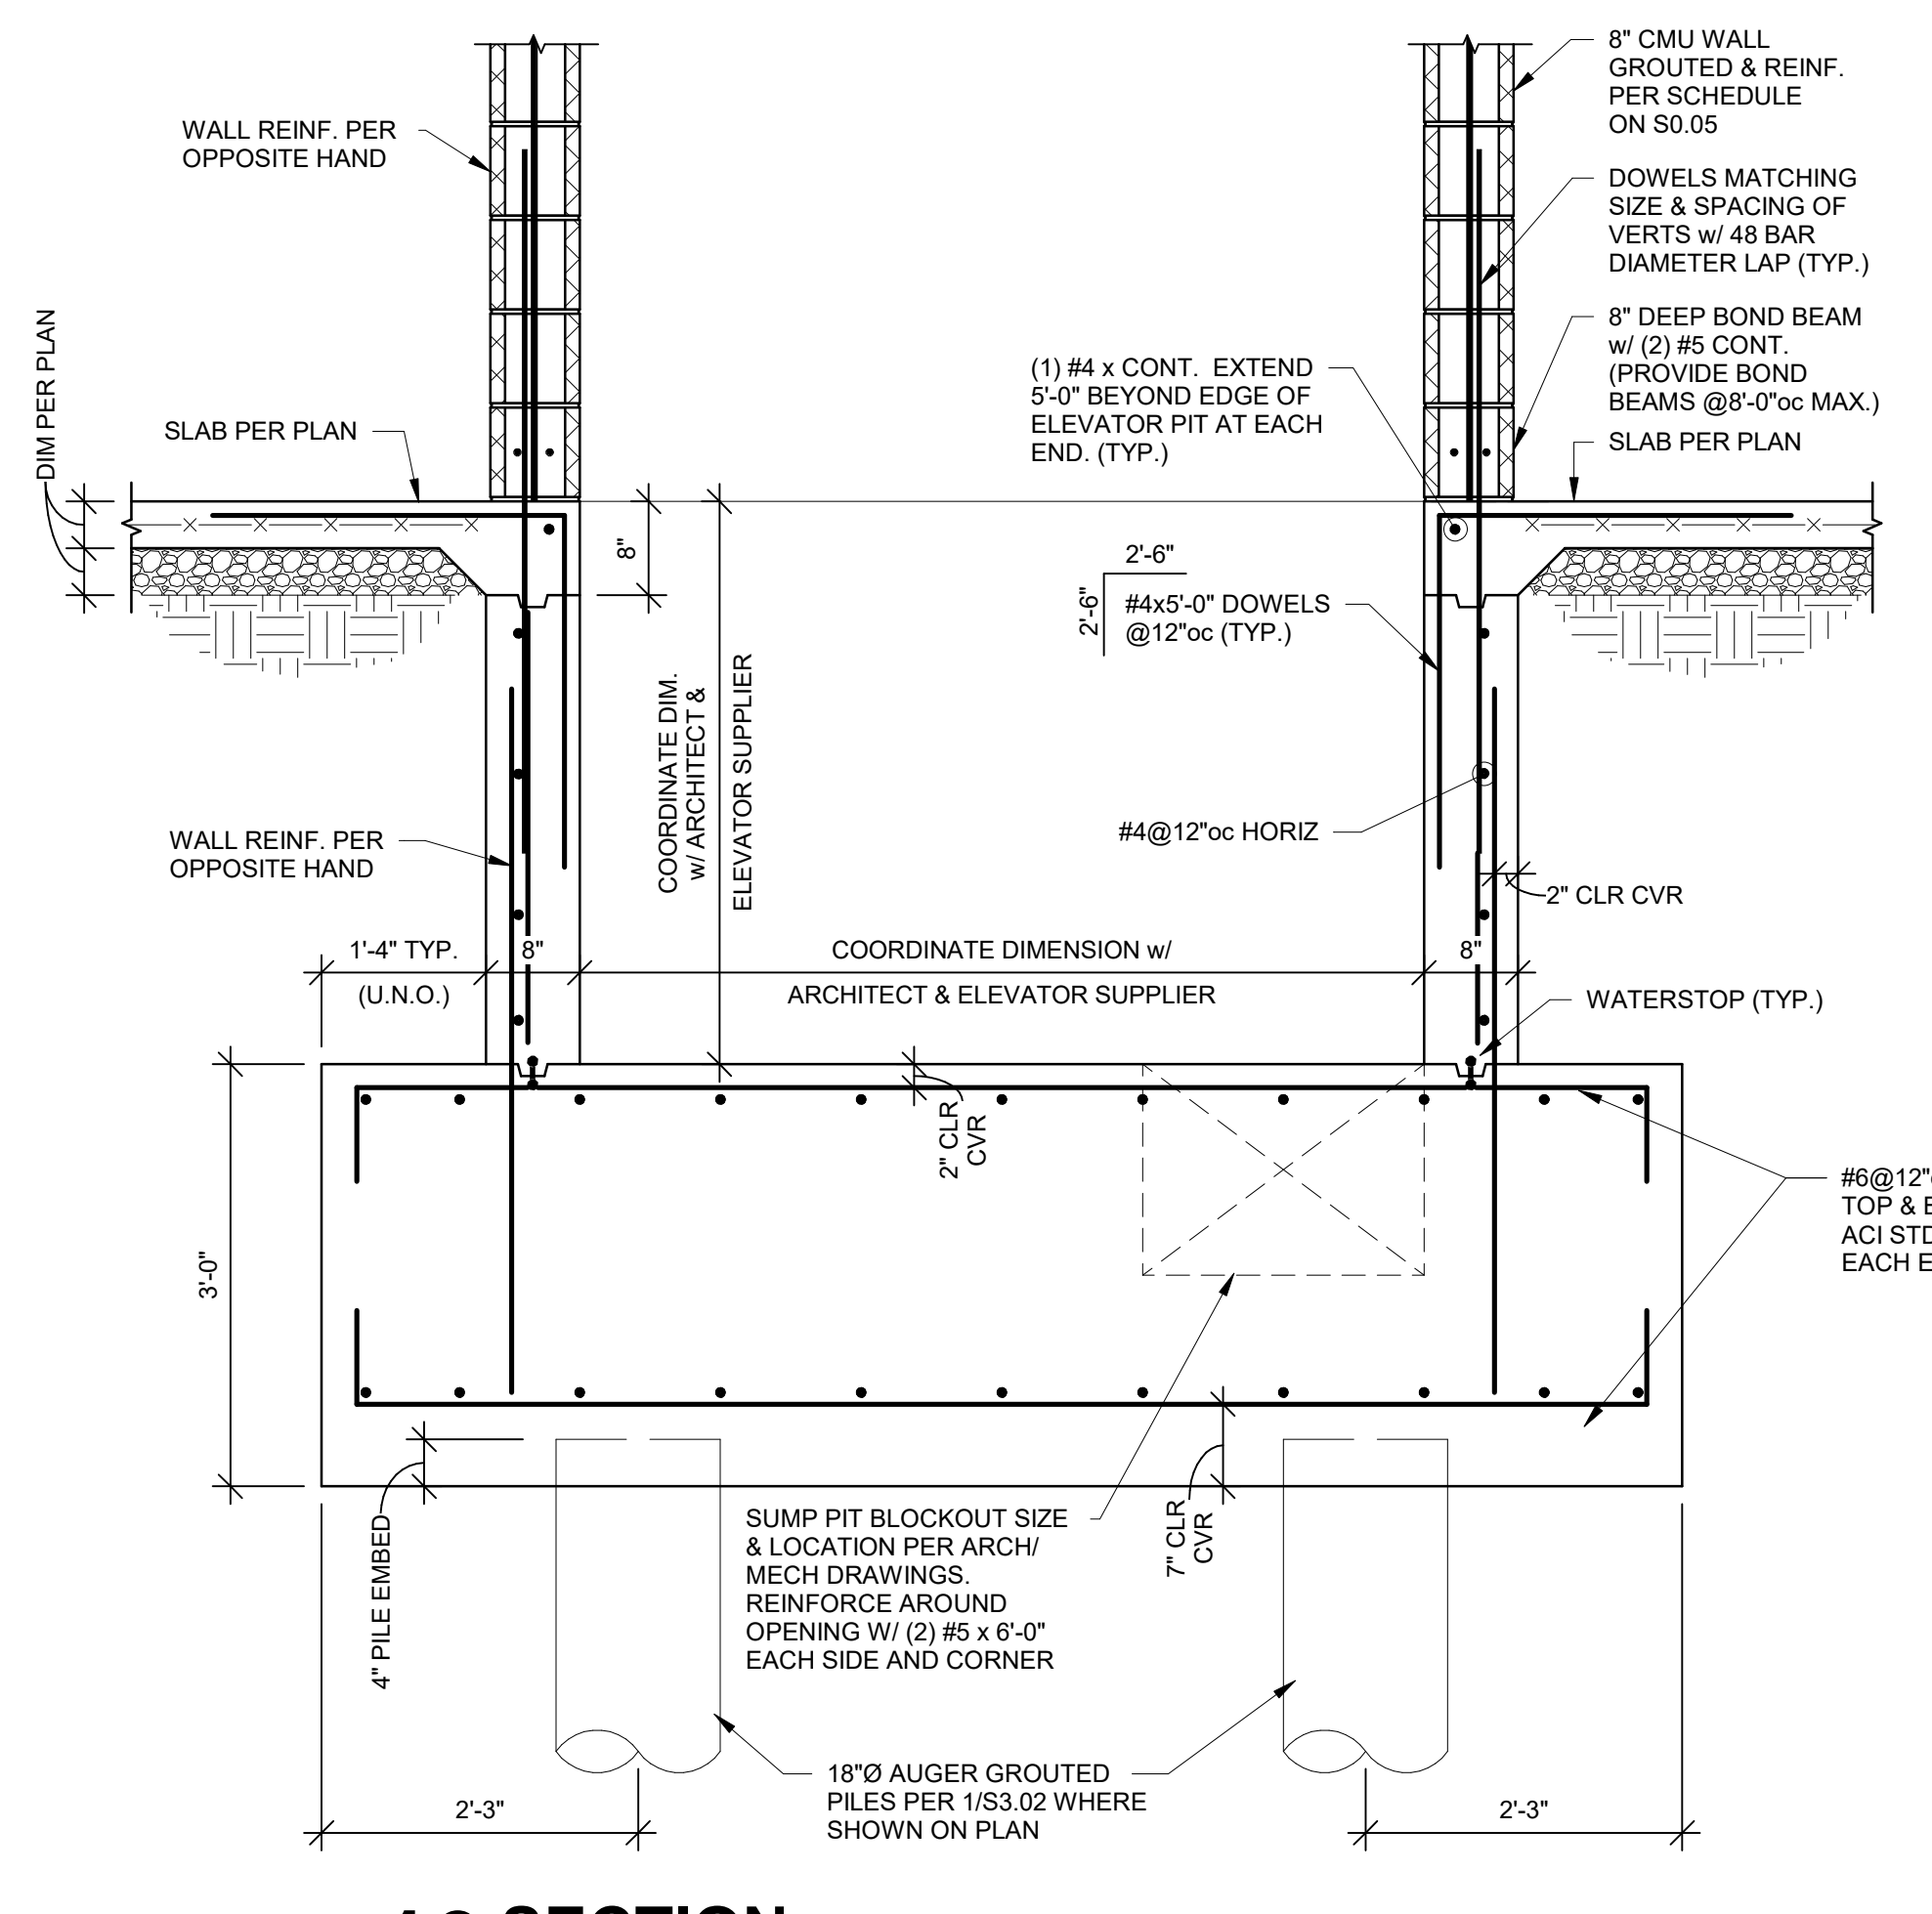 8" CMU WALL
GROUTED & REINF.
PER SCHEDULE
ON S0.05
WALL REINF. PER
OPPOSITE HAND
DOWELS MATCHING
SIZE & SPACING OF
VERTS w/ 48 BAR
DIAMETER LAP (TYP.)
8" DEEP BOND BEAM
w/ (2) #5 CONT.
(PROVIDE BOND
BEAMS @8'-0"oc MAX.)
SLAB PER PLAN
DIM PER PLAN
SLAB PER PLAN
(1) #4 x CONT. EXTEND
5'-0" BEYOND EDGE OF
ELEVATOR PIT AT EACH
END. (TYP.)
8"
2'-6"
2'-6"
#4x5'-0" DOWELS
@12"oc (TYP.)
COORDINATE DIM.
w/ ARCHITECT &
ELEVATOR SUPPLIER
#4@12"oc HORIZ
WALL REINF. PER
OPPOSITE HAND
2" CLR CVR
1'-4" TYP.
(U.N.O.)
8"
COORDINATE DIMENSION w/
ARCHITECT & ELEVATOR SUPPLIER
8"
WATERSTOP (TYP.)
2" CLR
CVR
3'-0"
#6@12"
TOP &
ACI
EACH
4" PILE EMBED
SUMP PIT BLOCKOUT SIZE
& LOCATION PER ARCH/
MECH DRAWINGS.
REINFORCE AROUND
OPENING W/ (2) #5 x 6'-0"
EACH SIDE AND CORNER
7" CLR
CVR
18"Ø AUGER GROUTED
PILES PER 1/S3.02 WHERE
SHOWN ON PLAN
2'-3"
2'-3"
SECTION